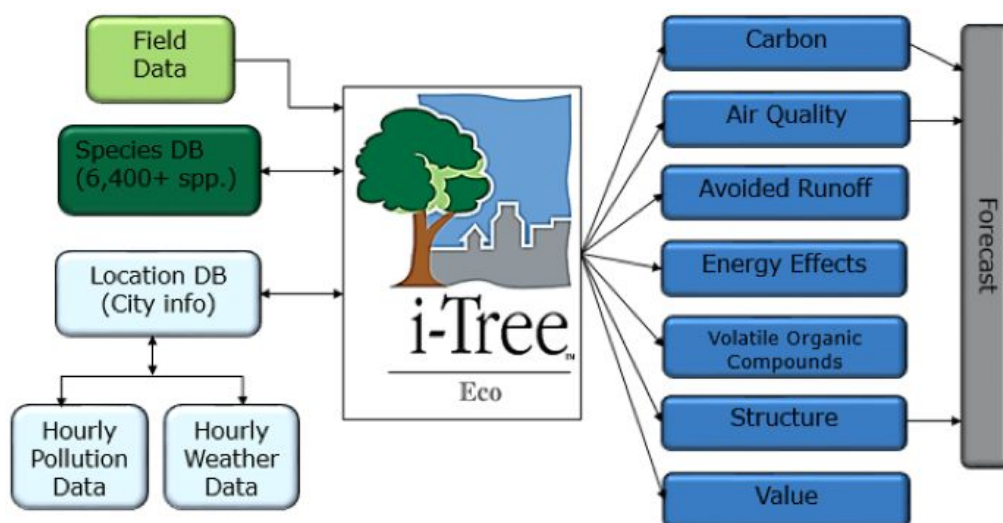 Field
Data
Species DB
(6,400+ spp.)
Location DB
(City info)
Hourly
Pollution
Data
Hourly
Weather
Data
i-Tree™
Eco
Carbon
Air Quality
Avoided Runoff
Energy Effects
Volatile Organic
Compounds
Structure
Value
Forecast